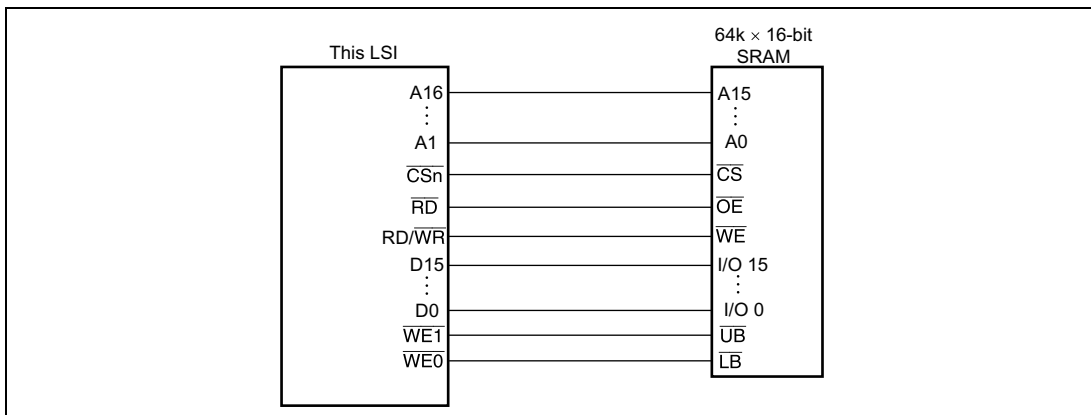 This LSI
64k × 16-bit
SRAM
A16
A15
A1
A0
CSn
CS
RD
OE
RD/WR
WE
D15
I/O 15
D0
I/O 0
WE1
UB
WE0
LB